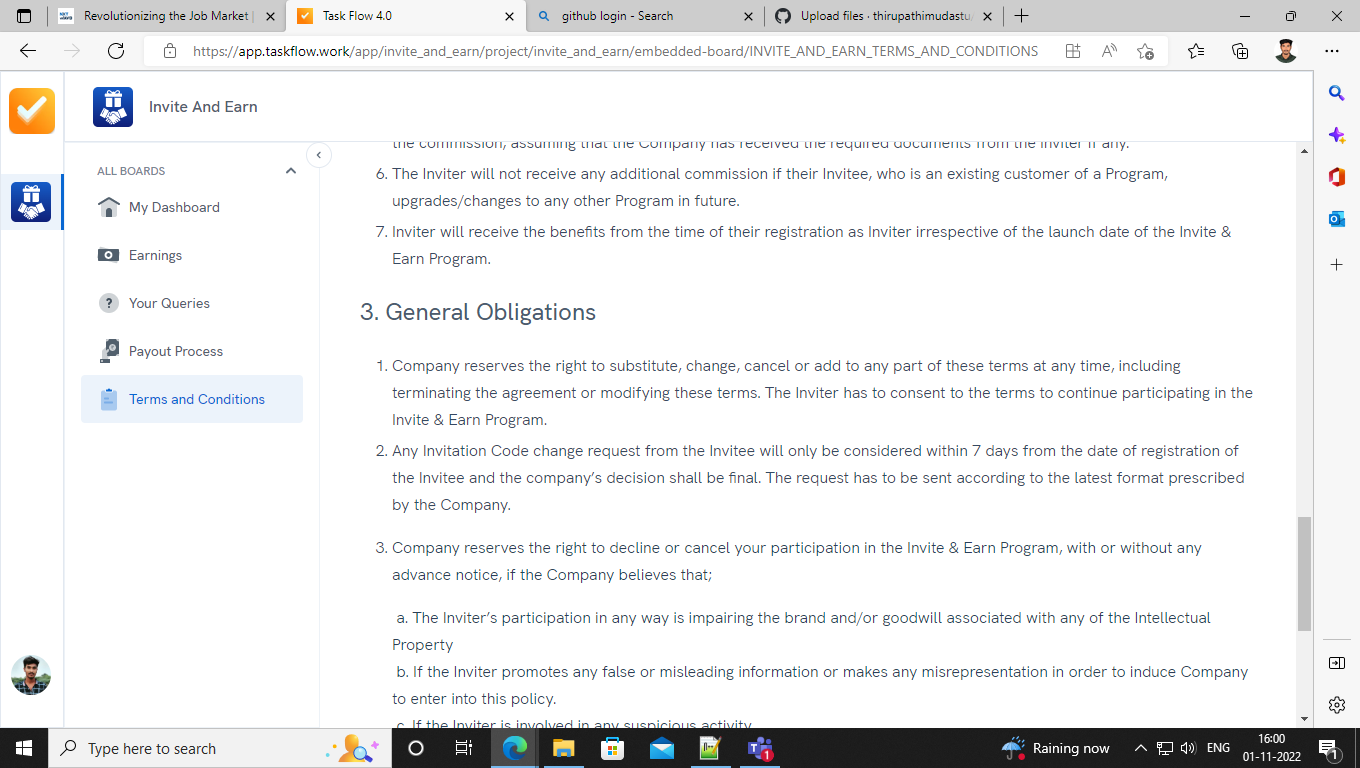 Revolutionizing the Job Market |
Task Flow 4.0
github login - Search
Upload files · thirupathimudastu
https://app.taskflow.work/app/invite_and_earn/project/invite_and_earn/embedded-board/INVITE_AND_EARN_TERMS_AND_CONDITIONS
Invite And Earn
ALL BOARDS
My Dashboard
Earnings
Your Queries
Payout Process
Terms and Conditions
the commission, assuming that the Company has received the required documents from the Inviter if any.
6. The Inviter will not receive any additional commission if their Invitee, who is an existing customer of a Program,
upgrades/changes to any other Program in future.
7. Inviter will receive the benefits from the time of their registration as Inviter irrespective of the launch date of the Invite &
Earn Program.
3. General Obligations
1. Company reserves the right to substitute, change, cancel or add to any part of these terms at any time, including
terminating the agreement or modifying these terms. The Inviter has to consent to the terms to continue participating in the
Invite & Earn Program.
2. Any Invitation Code change request from the Invitee will only be considered within 7 days from the date of registration of
the Invitee and the company's decision shall be final. The request has to be sent according to the latest format prescribed
by the Company.
3. Company reserves the right to decline or cancel your participation in the Invite & Earn Program, with or without any
advance notice, if the Company believes that;
a. The Inviter's participation in any way is impairing the brand and/or goodwill associated with any of the Intellectual
Property
b. If the Inviter promotes any false or misleading information or makes any misrepresentation in order to induce Company
to enter into this policy.
c. If the Inviter is involved in any suspicious activity
Type here to search
Raining now
ENG
16:00
01-11-2022
1
1